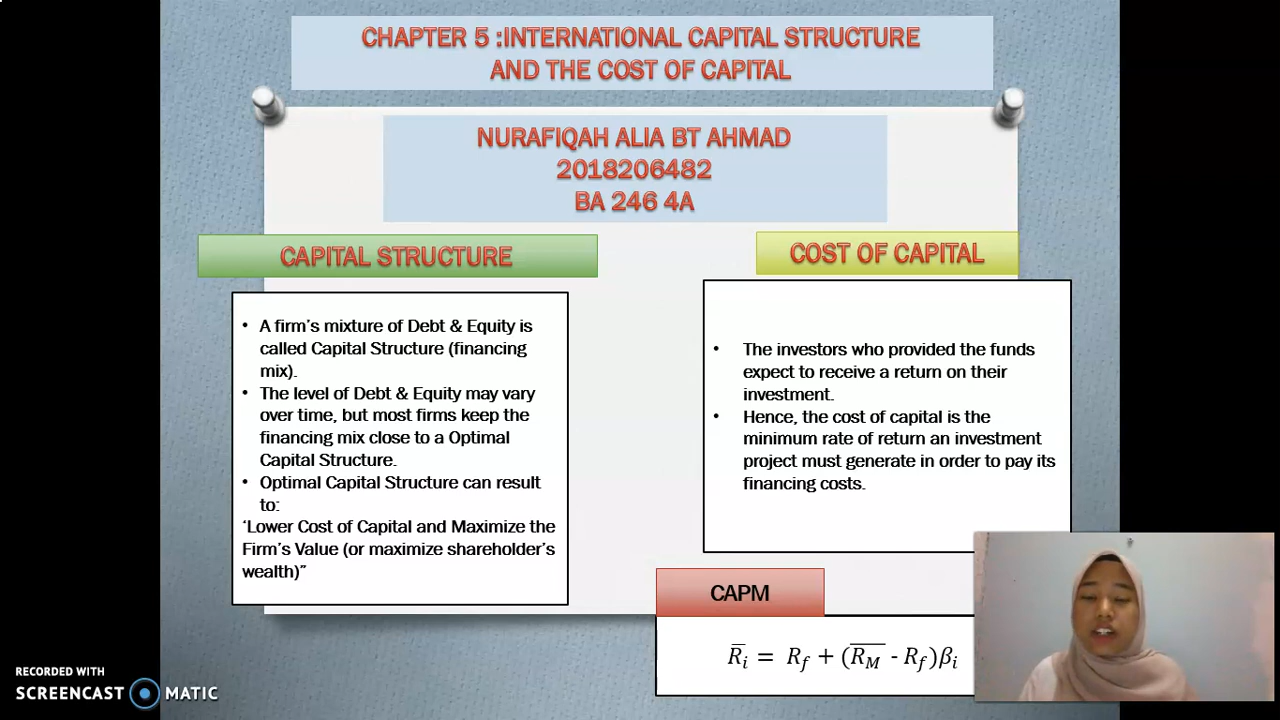 CHAPTER 5 :INTERNATIONAL CAPITAL STRUCTURE
AND THE COST OF CAPITAL
NURAFIQAH ALIA BT AHMAD
2018206482
BA 246 4A
CAPITAL STRUCTURE
• A firm's mixture of Debt & Equity is
called Capital Structure (financing
mix).
• The level of Debt & Equity may vary
over time, but most firms keep the
financing mix close to a Optimal
Capital Structure.
• Optimal Capital Structure can result
to:
‘Lower Cost of Capital and Maximize the
Firm's Value (or maximize shareholder's
wealth)”
COST OF CAPITAL
• The investors who provided the funds
expect to receive a return on their
investment.
• Hence, the cost of capital is the
minimum rate of return an investment
project must generate in order to pay its
financing costs.
CAPM
R̅ᵢ = R_f + (R̅_M - R_f)βᵢ
RECORDED WITH
SCREENCAST MATIC